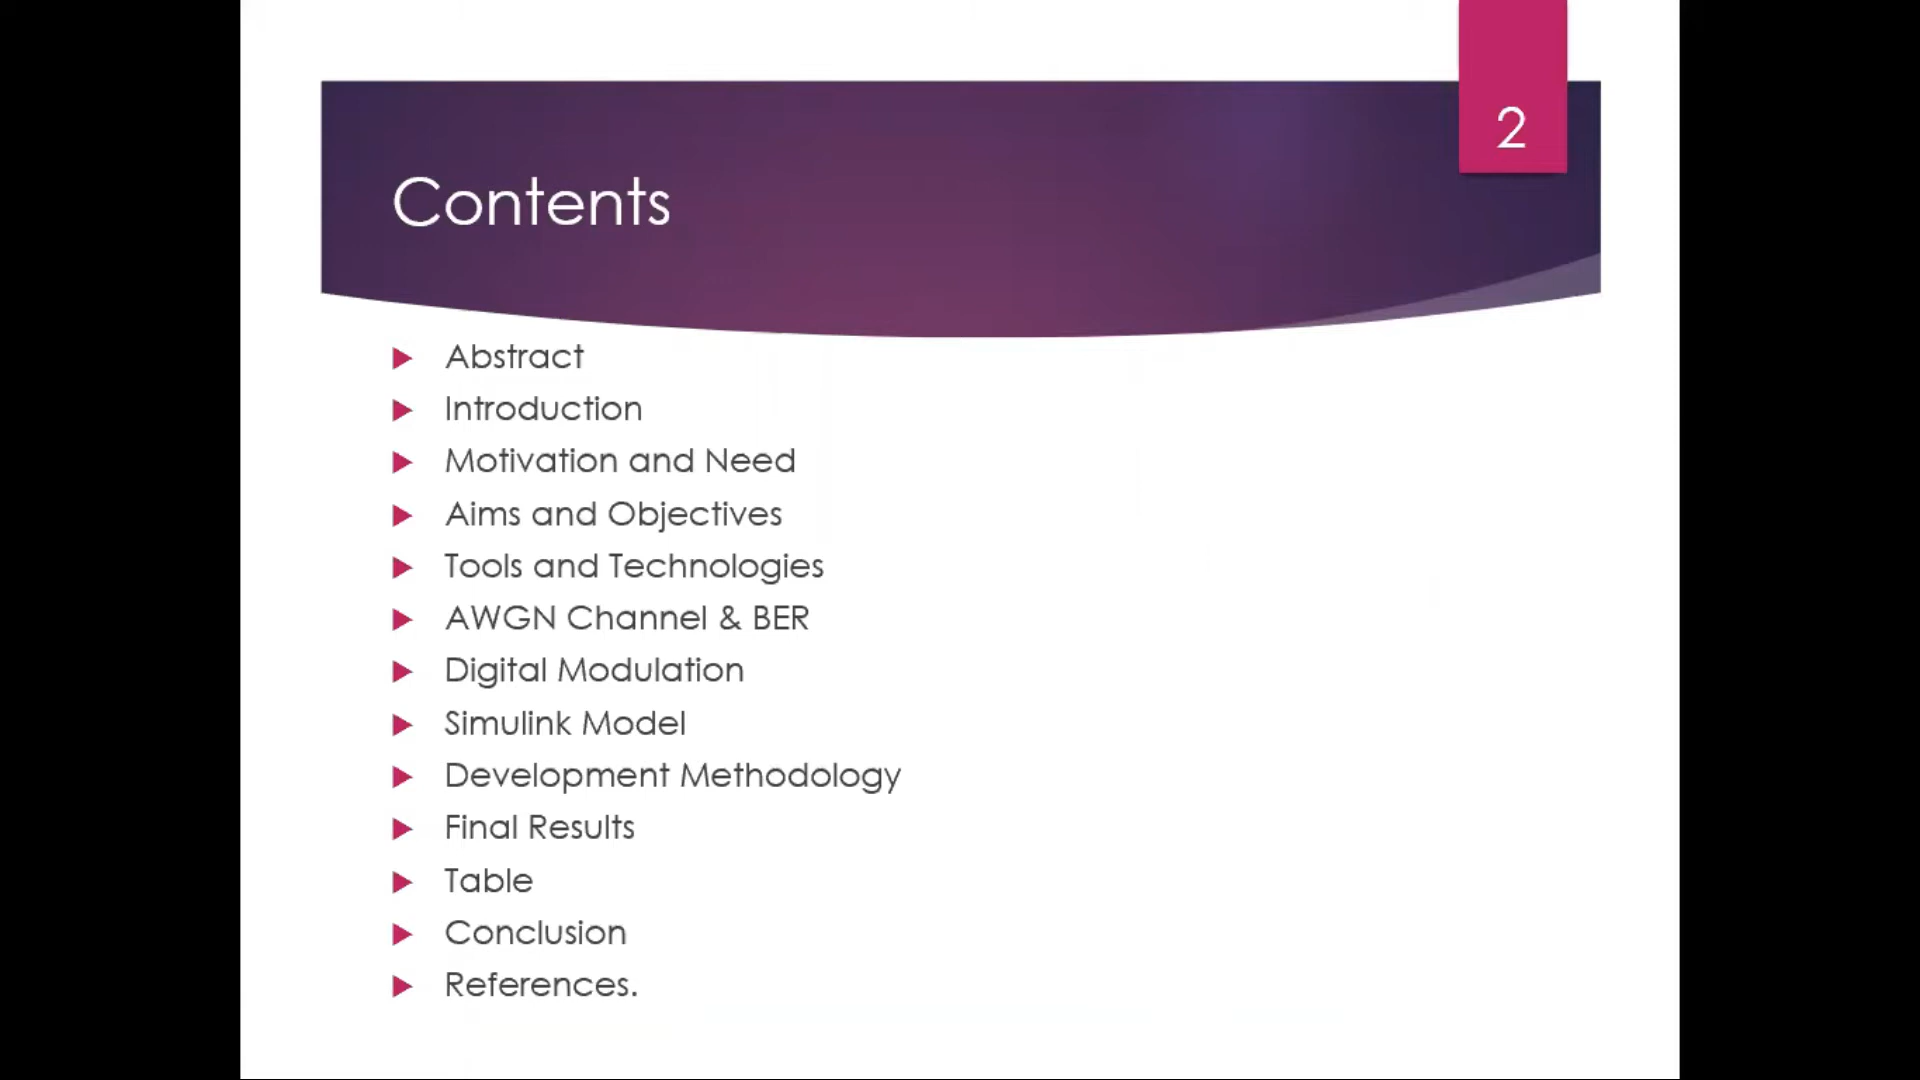 2
Contents
Abstract
Introduction
Motivation and Need
Aims and Objectives
Tools and Technologies
AWGN Channel & BER
Digital Modulation
Simulink Model
Development Methodology
Final Results
Table
Conclusion
References.